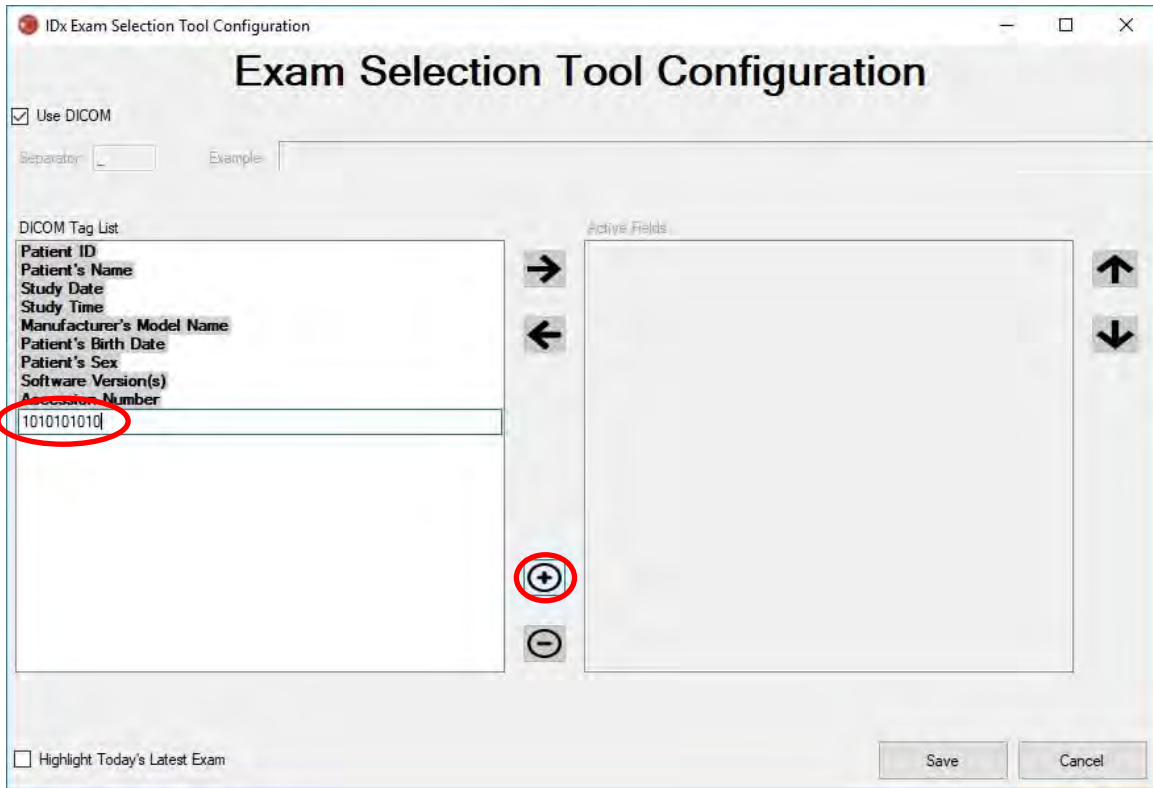 IDx Exam Selection Tool Configuration
Exam Selection Tool Configuration
Use DICOM
Separator _ Example
DICOM Tag List
Active Fields
Patient ID
Patient's Name
Study Date
Study Time
Manufacturer's Model Name
Patient's Birth Date
Patient's Sex
Software Version(s)
Accession Number
1010101010
Highlight Today's Latest Exam
Save
Cancel